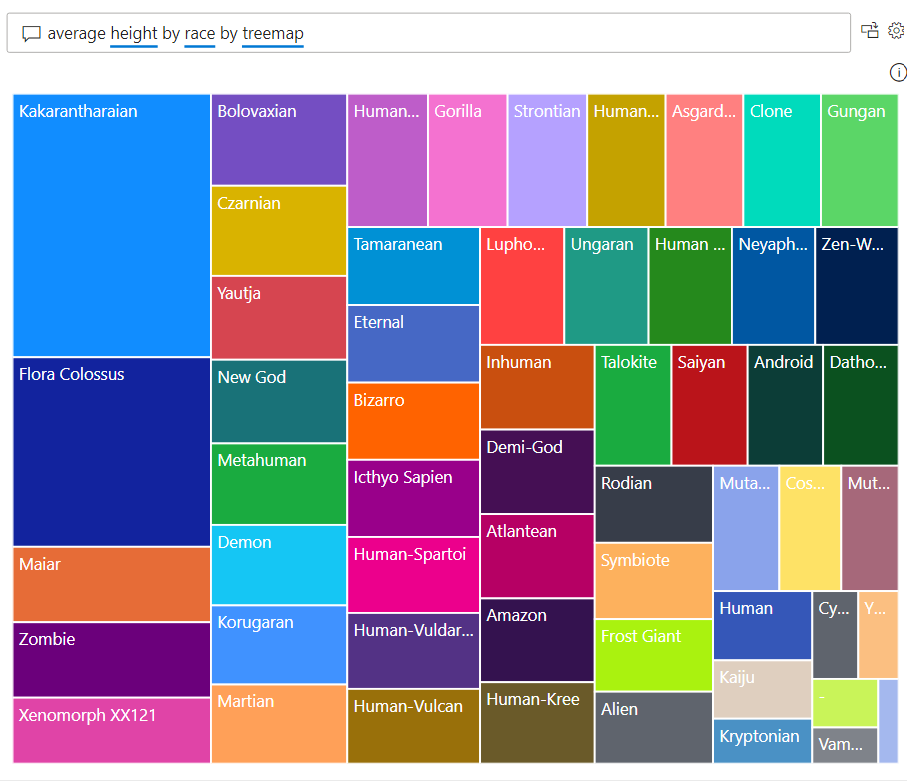 average height by race by treemap
Kakarantharaian
Flora Colossus
Maiar
Zombie
Xenomorph XX121
Bolovaxian
Czarnian
Yautja
New God
Metahuman
Demon
Korugaran
Martian
Human...
Gorilla
Strontian
Human...
Asgard...
Clone
Gungan
Tamaranean
Eternal
Bizarro
Icthyo Sapien
Human-Spartoi
Human-Vuldar...
Human-Vulcan
Lupho...
Ungaran
Human ...
Neyaph...
Zen-W...
Inhuman
Demi-God
Atlantean
Amazon
Human-Kree
Talokite
Saiyan
Android
Datho...
Rodian
Symbiote
Frost Giant
Alien
Muta...
Cos...
Mut...
Human
Kaiju
Kryptonian
Cy...
Y...
-
Vam...